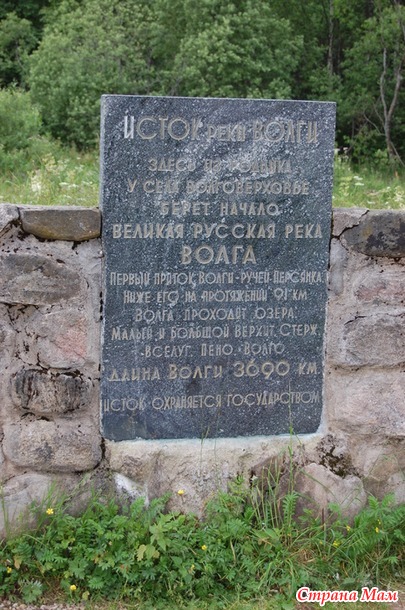 ИСТОК РЕКИ ВОЛГИ
ЗДЕСЬ ИЗ РОДНИКА
У СЕЛА ВОЛГОВЕРХОВЬЕ
БЕРЕТ НАЧАЛО
ВЕЛИКАЯ РУССКАЯ РЕКА
ВОЛГА
ПЕРВЫЙ ПРИТОК ВОЛГИ-РУЧЕЙ ПЕРСЯНКА
НИЖЕ ЕГО НА ПРОТЯЖЕНИИ 91 КМ
ВОЛГА ПРОХОДИТ ОЗЕРА:
МАЛЫЕ И БОЛЬШОЙ ВЕРХИТ, СТЕРЖ,
ВСЕЛУГ, ПЕНО, ВОЛГО
ДЛИНА ВОЛГИ 3690 КМ.
ИСТОК ОХРАНЯЕТСЯ ГОСУДАРСТВОМ
Страна Мам